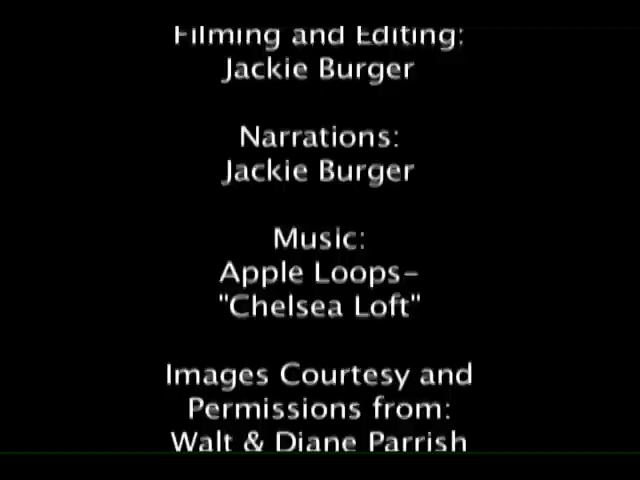 Filming and Editing:
Jackie Burger
Narrations:
Jackie Burger
Music:
Apple Loops-
"Chelsea Loft"
Images Courtesy and
Permissions from:
Walt & Diane Parrish